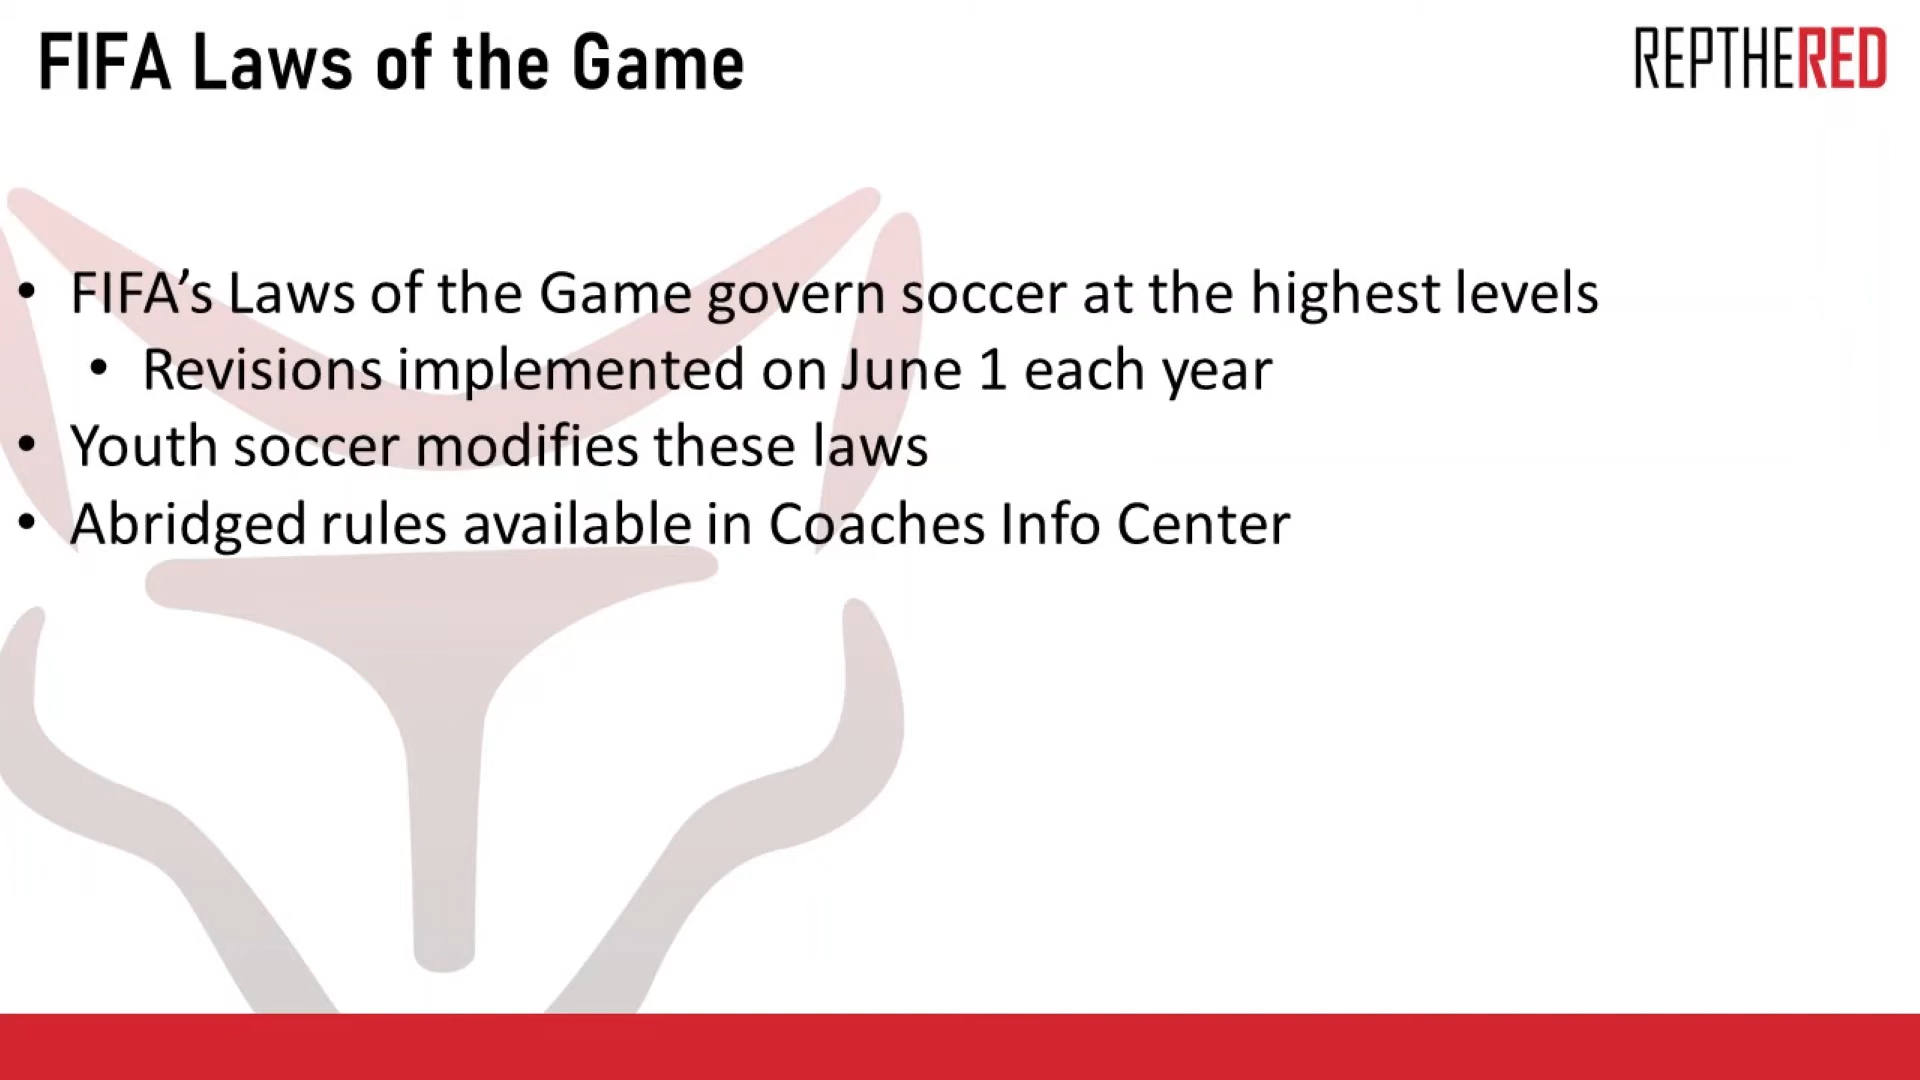 FIFA Laws of the Game
REPTHERED
• FIFA’s Laws of the Game govern soccer at the highest levels
• Revisions implemented on June 1 each year
• Youth soccer modifies these laws
• Abridged rules available in Coaches Info Center